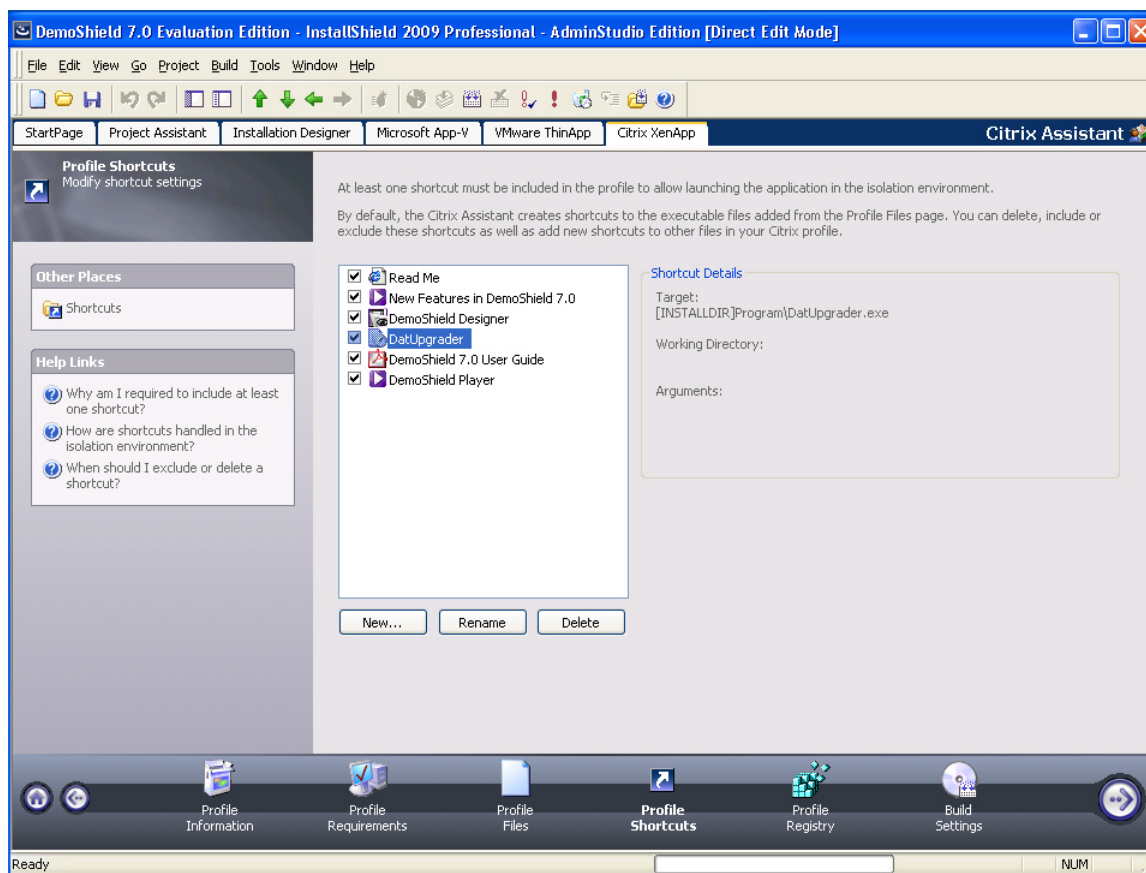 DemoShield 7.0 Evaluation Edition - InstallShield 2009 Professional - AdminStudio Edition [Direct Edit Mode]
File Edit View Go Project Build Tools Window Help
StartPage Project Assistant Installation Designer Microsoft App-V VMware ThinApp Citrix XenApp Citrix Assistant
Profile Shortcuts
Modify shortcut settings
Other Places
Shortcuts
Help Links
Why am I required to include at least
one shortcut?
How are shortcuts handled in the
isolation environment?
When should I exclude or delete a
shortcut?
At least one shortcut must be included in the profile to allow launching the application in the isolation environment.
By default, the Citrix Assistant creates shortcuts to the executable files added from the Profile Files page. You can delete, include or
exclude these shortcuts as well as add new shortcuts to other files in your Citrix profile.
Read Me
New Features in DemoShield 7.0
DemoShield Designer
DatUpgrader
DemoShield 7.0 User Guide
DemoShield Player
New... Rename Delete
Shortcut Details
Target:
[INSTALLDIR]Program\DatUpgrader.exe
Working Directory:
Arguments:
Profile
Information
Profile
Requirements
Profile
Files
Profile
Shortcuts
Profile
Registry
Build
Settings
Ready NUM